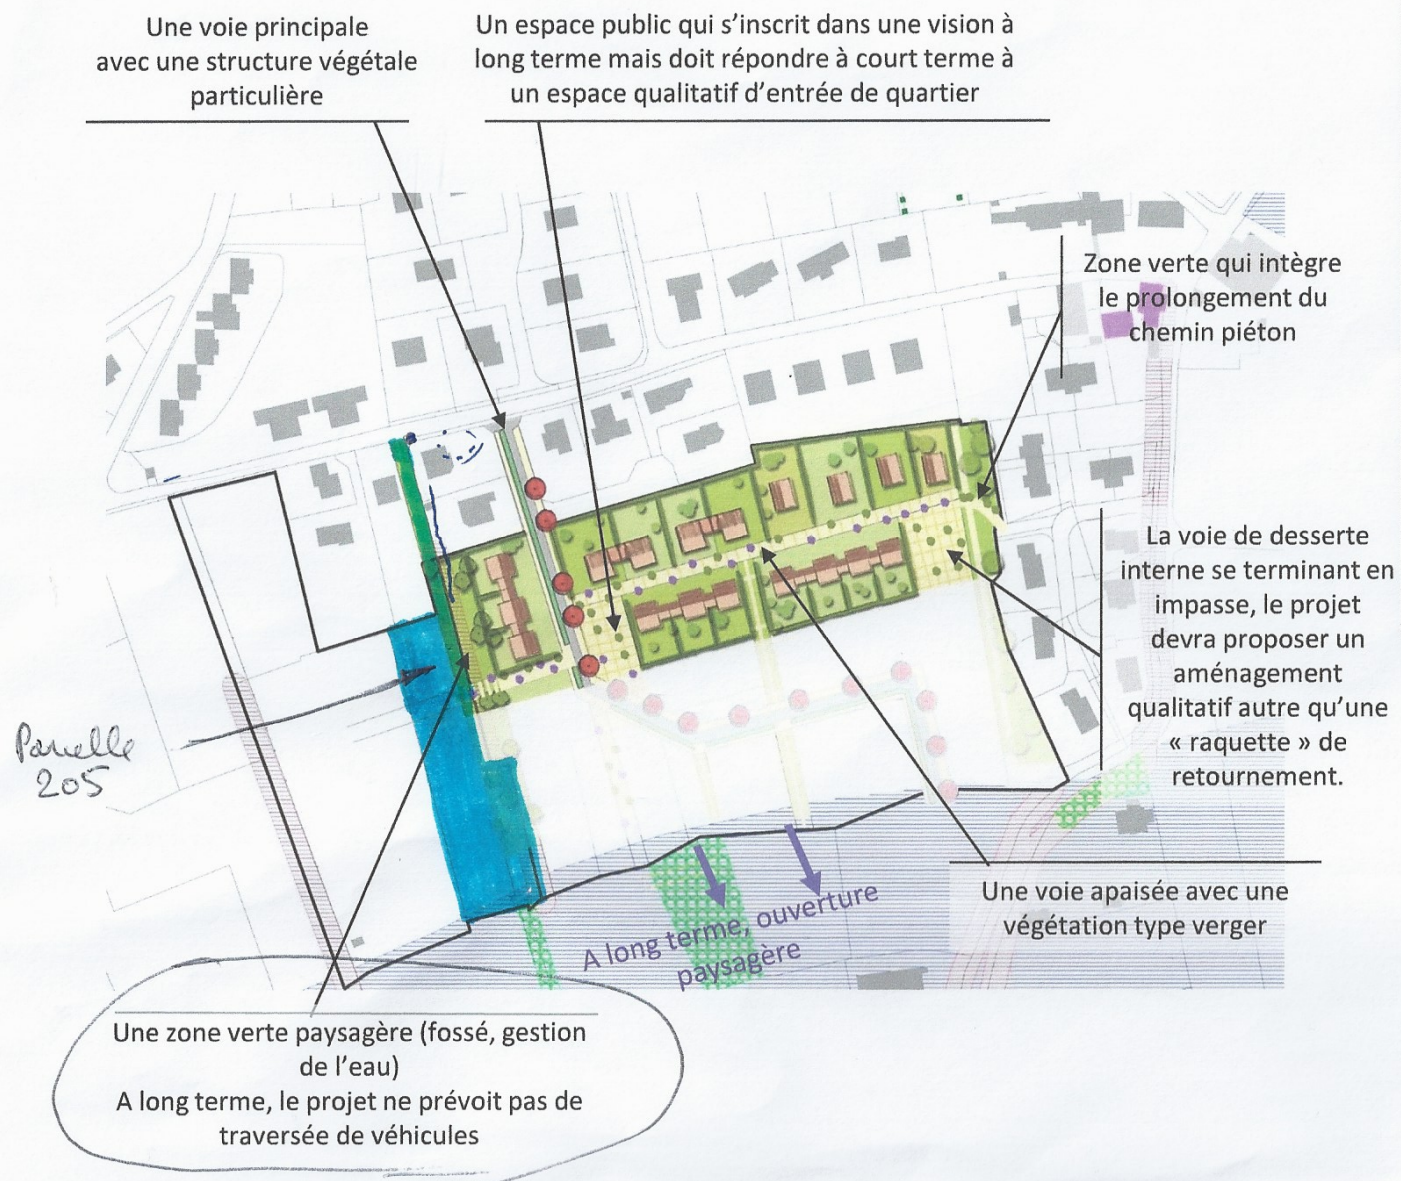 Une voie principale
avec une structure végétale
particulière
Un espace public qui s'inscrit dans une vision à
long terme mais doit répondre à court terme à
un espace qualitatif d'entrée de quartier
Zone verte qui intègre
le prolongement du
chemin piéton
La voie de desserte
interne se terminant en
impasse, le projet
devra proposer un
aménagement
qualitatif autre qu'une
« raquette » de
retournement.
Parcelle
205
Une voie apaisée avec une
végétation type verger
A long terme, ouverture
paysagère
Une zone verte paysagère (fossé, gestion
de l'eau)
A long terme, le projet ne prévoit pas de
traversée de véhicules